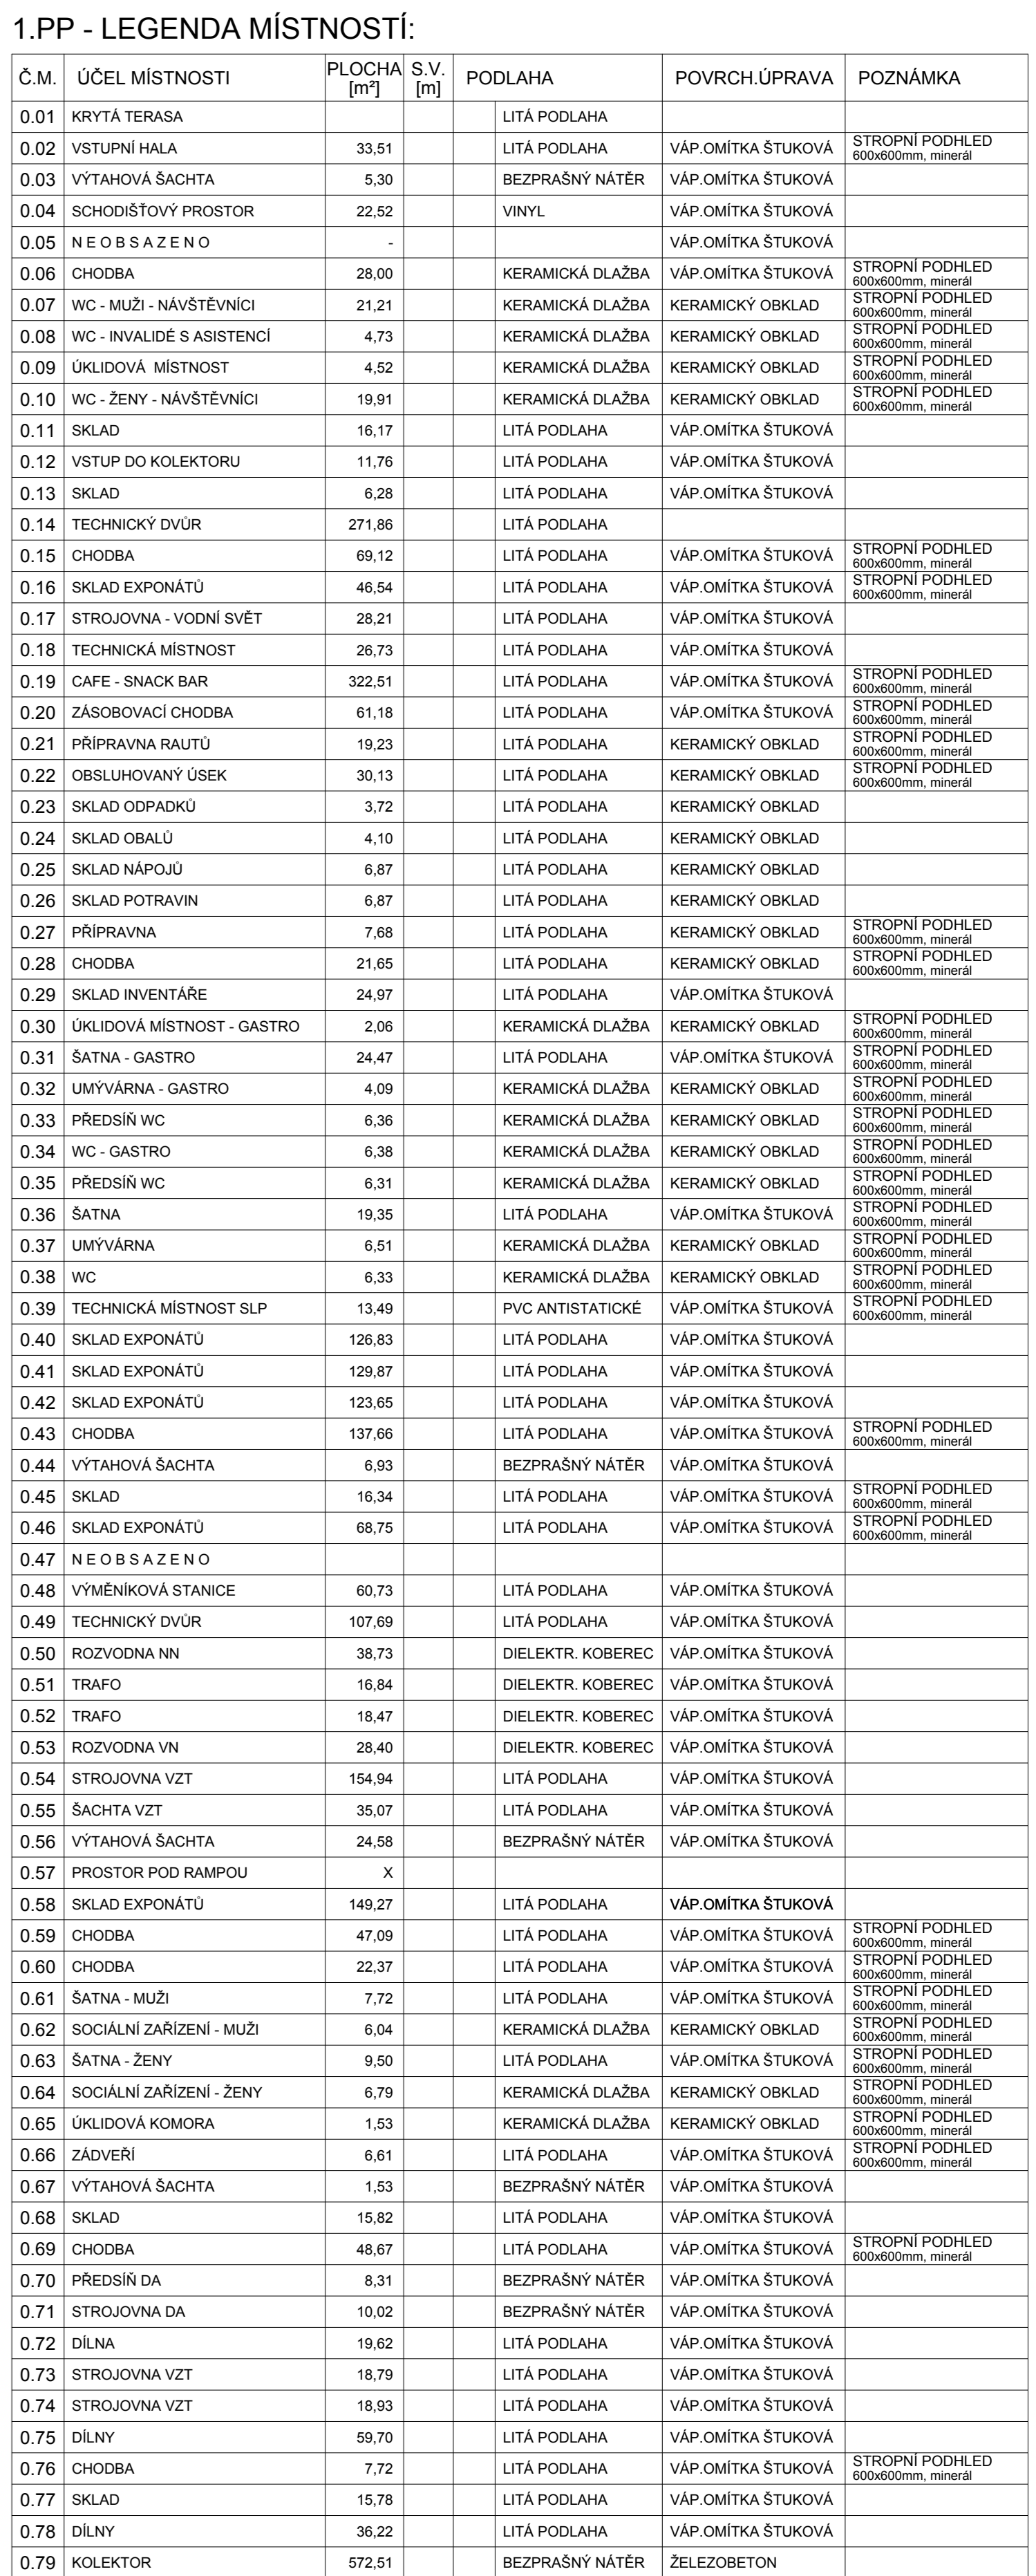 1.PP - LEGENDA MÍSTNOSTÍ:
Č.M. ÚČEL MÍSTNOSTI PLOCHA [m²] S.V. [m] PODLAHA POVRCH.ÚPRAVA POZNÁMKA
0.01 KRYTÁ TERASA LITÁ PODLAHA
0.02 VSTUPNÍ HALA 33,51 LITÁ PODLAHA VÁP.OMÍTKA ŠTUKOVÁ STROPNÍ PODHLED 600x600mm, minerál
0.03 VÝTAHOVÁ ŠACHTA 5,30 BEZPRAŠNÝ NÁTĚR VÁP.OMÍTKA ŠTUKOVÁ
0.04 SCHODIŠŤOVÝ PROSTOR 22,52 VINYL VÁP.OMÍTKA ŠTUKOVÁ
0.05 N E O B S A Z E N O - VÁP.OMÍTKA ŠTUKOVÁ
0.06 CHODBA 28,00 KERAMICKÁ DLAŽBA VÁP.OMÍTKA ŠTUKOVÁ STROPNÍ PODHLED 600x600mm, minerál
0.07 WC - MUŽI - NÁVŠTĚVNÍCI 21,21 KERAMICKÁ DLAŽBA KERAMICKÝ OBKLAD STROPNÍ PODHLED 600x600mm, minerál
0.08 WC - INVALIDÉ S ASISTENCÍ 4,73 KERAMICKÁ DLAŽBA KERAMICKÝ OBKLAD STROPNÍ PODHLED 600x600mm, minerál
0.09 ÚKLIDOVÁ MÍSTNOST 4,52 KERAMICKÁ DLAŽBA KERAMICKÝ OBKLAD STROPNÍ PODHLED 600x600mm, minerál
0.10 WC - ŽENY - NÁVŠTĚVNÍCI 19,91 KERAMICKÁ DLAŽBA KERAMICKÝ OBKLAD STROPNÍ PODHLED 600x600mm, minerál
0.11 SKLAD 16,17 LITÁ PODLAHA VÁP.OMÍTKA ŠTUKOVÁ
0.12 VSTUP DO KOLEKTORU 11,76 LITÁ PODLAHA VÁP.OMÍTKA ŠTUKOVÁ
0.13 SKLAD 6,28 LITÁ PODLAHA VÁP.OMÍTKA ŠTUKOVÁ
0.14 TECHNICKÝ DVŮR 271,86 LITÁ PODLAHA
0.15 CHODBA 69,12 LITÁ PODLAHA VÁP.OMÍTKA ŠTUKOVÁ STROPNÍ PODHLED 600x600mm, minerál
0.16 SKLAD EXPONÁTŮ 46,54 LITÁ PODLAHA VÁP.OMÍTKA ŠTUKOVÁ STROPNÍ PODHLED 600x600mm, minerál
0.17 STROJOVNA - VODNÍ SVĚT 28,21 LITÁ PODLAHA VÁP.OMÍTKA ŠTUKOVÁ
0.18 TECHNICKÁ MÍSTNOST 26,73 LITÁ PODLAHA VÁP.OMÍTKA ŠTUKOVÁ
0.19 CAFE - SNACK BAR 322,51 LITÁ PODLAHA VÁP.OMÍTKA ŠTUKOVÁ STROPNÍ PODHLED 600x600mm, minerál
0.20 ZÁSOBOVACÍ CHODBA 61,18 LITÁ PODLAHA VÁP.OMÍTKA ŠTUKOVÁ STROPNÍ PODHLED 600x600mm, minerál
0.21 PŘÍPRAVNA RAUTŮ 19,23 LITÁ PODLAHA KERAMICKÝ OBKLAD STROPNÍ PODHLED 600x600mm, minerál
0.22 OBSLUHOVANÝ ÚSEK 30,13 LITÁ PODLAHA KERAMICKÝ OBKLAD STROPNÍ PODHLED 600x600mm, minerál
0.23 SKLAD ODPADKŮ 3,72 LITÁ PODLAHA KERAMICKÝ OBKLAD
0.24 SKLAD OBALŮ 4,10 LITÁ PODLAHA KERAMICKÝ OBKLAD
0.25 SKLAD NÁPOJŮ 6,87 LITÁ PODLAHA KERAMICKÝ OBKLAD
0.26 SKLAD POTRAVIN 6,87 LITÁ PODLAHA KERAMICKÝ OBKLAD
0.27 PŘÍPRAVNA 7,68 LITÁ PODLAHA KERAMICKÝ OBKLAD STROPNÍ PODHLED 600x600mm, minerál
0.28 CHODBA 21,65 LITÁ PODLAHA KERAMICKÝ OBKLAD STROPNÍ PODHLED 600x600mm, minerál
0.29 SKLAD INVENTÁŘE 24,97 LITÁ PODLAHA VÁP.OMÍTKA ŠTUKOVÁ
0.30 ÚKLIDOVÁ MÍSTNOST - GASTRO 2,06 KERAMICKÁ DLAŽBA KERAMICKÝ OBKLAD STROPNÍ PODHLED 600x600mm, minerál
0.31 ŠATNA - GASTRO 24,47 LITÁ PODLAHA VÁP.OMÍTKA ŠTUKOVÁ STROPNÍ PODHLED 600x600mm, minerál
0.32 UMÝVÁRNA - GASTRO 4,09 KERAMICKÁ DLAŽBA KERAMICKÝ OBKLAD STROPNÍ PODHLED 600x600mm, minerál
0.33 PŘEDSÍŇ WC 6,36 KERAMICKÁ DLAŽBA KERAMICKÝ OBKLAD STROPNÍ PODHLED 600x600mm, minerál
0.34 WC - GASTRO 6,38 KERAMICKÁ DLAŽBA KERAMICKÝ OBKLAD STROPNÍ PODHLED 600x600mm, minerál
0.35 PŘEDSÍŇ WC 6,31 KERAMICKÁ DLAŽBA KERAMICKÝ OBKLAD STROPNÍ PODHLED 600x600mm, minerál
0.36 ŠATNA 19,35 LITÁ PODLAHA VÁP.OMÍTKA ŠTUKOVÁ STROPNÍ PODHLED 600x600mm, minerál
0.37 UMÝVÁRNA 6,51 KERAMICKÁ DLAŽBA KERAMICKÝ OBKLAD STROPNÍ PODHLED 600x600mm, minerál
0.38 WC 6,33 KERAMICKÁ DLAŽBA KERAMICKÝ OBKLAD STROPNÍ PODHLED 600x600mm, minerál
0.39 TECHNICKÁ MÍSTNOST SLP 13,49 PVC ANTISTATICKÉ VÁP.OMÍTKA ŠTUKOVÁ STROPNÍ PODHLED 600x600mm, minerál
0.40 SKLAD EXPONÁTŮ 126,83 LITÁ PODLAHA VÁP.OMÍTKA ŠTUKOVÁ
0.41 SKLAD EXPONÁTŮ 129,87 LITÁ PODLAHA VÁP.OMÍTKA ŠTUKOVÁ
0.42 SKLAD EXPONÁTŮ 123,65 LITÁ PODLAHA VÁP.OMÍTKA ŠTUKOVÁ
0.43 CHODBA 137,66 LITÁ PODLAHA VÁP.OMÍTKA ŠTUKOVÁ STROPNÍ PODHLED 600x600mm, minerál
0.44 VÝTAHOVÁ ŠACHTA 6,93 BEZPRAŠNÝ NÁTĚR VÁP.OMÍTKA ŠTUKOVÁ
0.45 SKLAD 16,34 LITÁ PODLAHA VÁP.OMÍTKA ŠTUKOVÁ STROPNÍ PODHLED 600x600mm, minerál
0.46 SKLAD EXPONÁTŮ 68,75 LITÁ PODLAHA VÁP.OMÍTKA ŠTUKOVÁ STROPNÍ PODHLED 600x600mm, minerál
0.47 N E O B S A Z E N O
0.48 VÝMĚNÍKOVÁ STANICE 60,73 LITÁ PODLAHA VÁP.OMÍTKA ŠTUKOVÁ
0.49 TECHNICKÝ DVŮR 107,69 LITÁ PODLAHA VÁP.OMÍTKA ŠTUKOVÁ
0.50 ROZVODNA NN 38,73 DIELEKTR. KOBEREC VÁP.OMÍTKA ŠTUKOVÁ
0.51 TRAFO 16,84 DIELEKTR. KOBEREC VÁP.OMÍTKA ŠTUKOVÁ
0.52 TRAFO 18,47 DIELEKTR. KOBEREC VÁP.OMÍTKA ŠTUKOVÁ
0.53 ROZVODNA VN 28,40 DIELEKTR. KOBEREC VÁP.OMÍTKA ŠTUKOVÁ
0.54 STROJOVNA VZT 154,94 LITÁ PODLAHA VÁP.OMÍTKA ŠTUKOVÁ
0.55 ŠACHTA VZT 35,07 LITÁ PODLAHA VÁP.OMÍTKA ŠTUKOVÁ
0.56 VÝTAHOVÁ ŠACHTA 24,58 BEZPRAŠNÝ NÁTĚR VÁP.OMÍTKA ŠTUKOVÁ
0.57 PROSTOR POD RAMPOU X
0.58 SKLAD EXPONÁTŮ 149,27 LITÁ PODLAHA VÁP.OMÍTKA ŠTUKOVÁ
0.59 CHODBA 47,09 LITÁ PODLAHA VÁP.OMÍTKA ŠTUKOVÁ STROPNÍ PODHLED 600x600mm, minerál
0.60 CHODBA 22,37 LITÁ PODLAHA VÁP.OMÍTKA ŠTUKOVÁ STROPNÍ PODHLED 600x600mm, minerál
0.61 ŠATNA - MUŽI 7,72 LITÁ PODLAHA VÁP.OMÍTKA ŠTUKOVÁ STROPNÍ PODHLED 600x600mm, minerál
0.62 SOCIÁLNÍ ZAŘÍZENÍ - MUŽI 6,04 KERAMICKÁ DLAŽBA KERAMICKÝ OBKLAD STROPNÍ PODHLED 600x600mm, minerál
0.63 ŠATNA - ŽENY 9,50 LITÁ PODLAHA VÁP.OMÍTKA ŠTUKOVÁ STROPNÍ PODHLED 600x600mm, minerál
0.64 SOCIÁLNÍ ZAŘÍZENÍ - ŽENY 6,79 KERAMICKÁ DLAŽBA KERAMICKÝ OBKLAD STROPNÍ PODHLED 600x600mm, minerál
0.65 ÚKLIDOVÁ KOMORA 1,53 KERAMICKÁ DLAŽBA KERAMICKÝ OBKLAD STROPNÍ PODHLED 600x600mm, minerál
0.66 ZÁDVEŘÍ 6,61 LITÁ PODLAHA VÁP.OMÍTKA ŠTUKOVÁ STROPNÍ PODHLED 600x600mm, minerál
0.67 VÝTAHOVÁ ŠACHTA 1,53 BEZPRAŠNÝ NÁTĚR VÁP.OMÍTKA ŠTUKOVÁ
0.68 SKLAD 15,82 LITÁ PODLAHA VÁP.OMÍTKA ŠTUKOVÁ
0.69 CHODBA 48,67 LITÁ PODLAHA VÁP.OMÍTKA ŠTUKOVÁ STROPNÍ PODHLED 600x600mm, minerál
0.70 PŘEDSÍŇ DA 8,31 BEZPRAŠNÝ NÁTĚR VÁP.OMÍTKA ŠTUKOVÁ
0.71 STROJOVNA DA 10,02 BEZPRAŠNÝ NÁTĚR VÁP.OMÍTKA ŠTUKOVÁ
0.72 DÍLNA 19,62 LITÁ PODLAHA VÁP.OMÍTKA ŠTUKOVÁ
0.73 STROJOVNA VZT 18,79 LITÁ PODLAHA VÁP.OMÍTKA ŠTUKOVÁ
0.74 STROJOVNA VZT 18,93 LITÁ PODLAHA VÁP.OMÍTKA ŠTUKOVÁ
0.75 DÍLNY 59,70 LITÁ PODLAHA VÁP.OMÍTKA ŠTUKOVÁ
0.76 CHODBA 7,72 LITÁ PODLAHA VÁP.OMÍTKA ŠTUKOVÁ STROPNÍ PODHLED 600x600mm, minerál
0.77 SKLAD 15,78 LITÁ PODLAHA VÁP.OMÍTKA ŠTUKOVÁ
0.78 DÍLNY 36,22 LITÁ PODLAHA VÁP.OMÍTKA ŠTUKOVÁ
0.79 KOLEKTOR 572,51 BEZPRAŠNÝ NÁTĚR ŽELEZOBETON